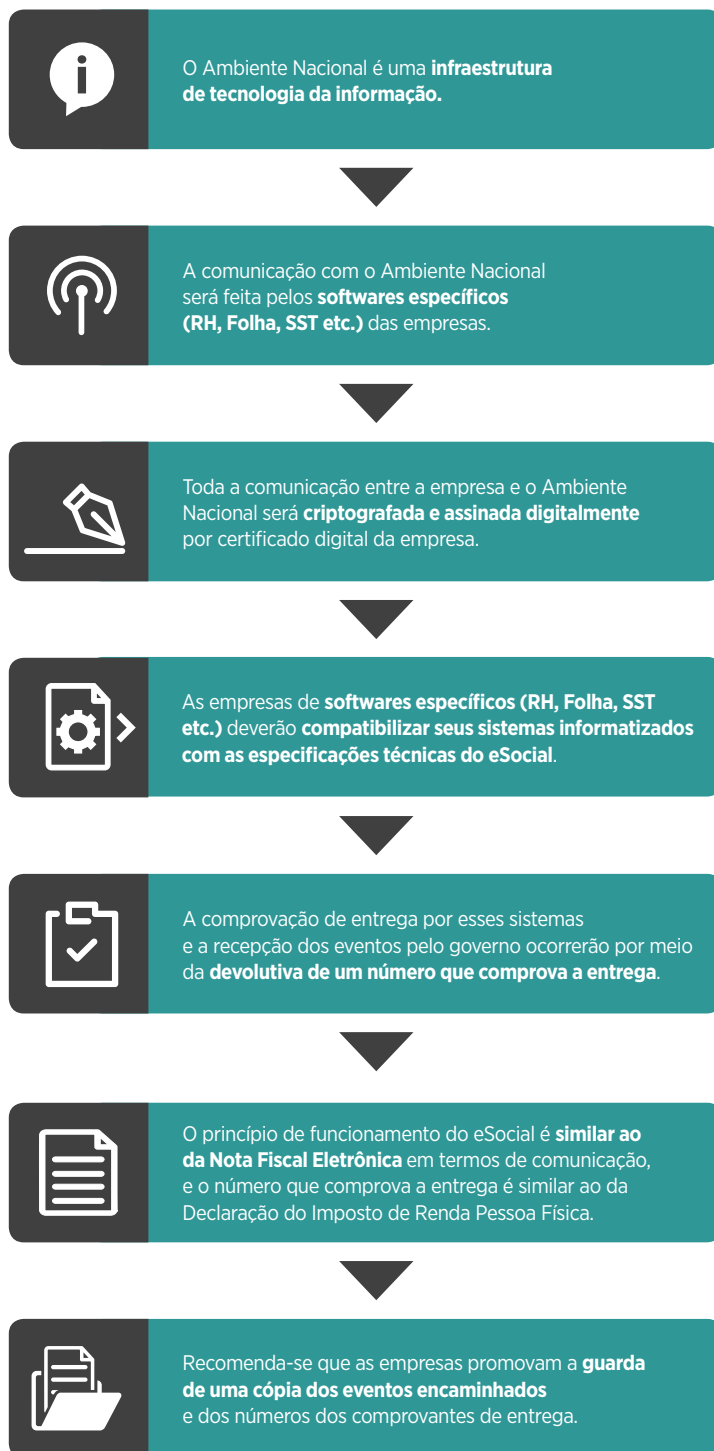 O Ambiente Nacional é uma infraestrutura
de tecnologia da informação.
A comunicação com o Ambiente Nacional
será feita pelos softwares específicos
(RH, Folha, SST etc.) das empresas.
Toda a comunicação entre a empresa e o Ambiente
Nacional será criptografada e assinada digitalmente
por certificado digital da empresa.
As empresas de softwares específicos (RH, Folha, SST
etc.) deverão compatibilizar seus sistemas informatizados
com as especificações técnicas do eSocial.
A comprovação de entrega por esses sistemas
e a recepção dos eventos pelo governo ocorrerão por meio
da devolutiva de um número que comprova a entrega.
O princípio de funcionamento do eSocial é similar ao
da Nota Fiscal Eletrônica em termos de comunicação,
e o número que comprova a entrega é similar ao da
Declaração do Imposto de Renda Pessoa Física.
Recomenda-se que as empresas promovam a guarda
de uma cópia dos eventos encaminhados
e dos números dos comprovantes de entrega.